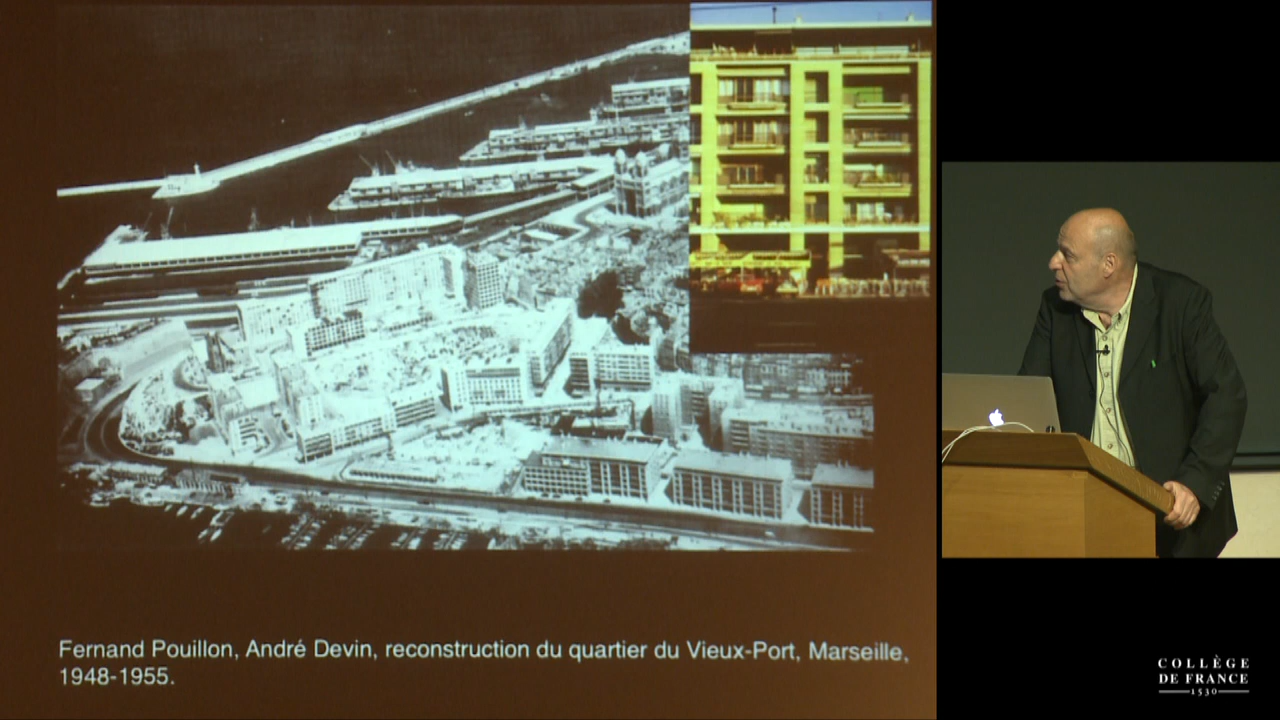 Fernand Pouillon, André Devin, reconstruction du quartier du Vieux-Port, Marseille,
1948-1955.
COLLÈGE
DE FRANCE
1530